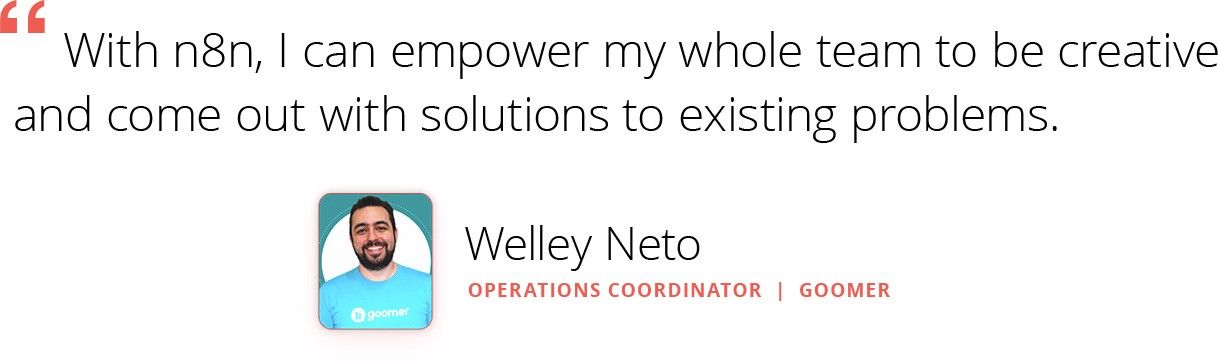 “ With n8n, I can empower my whole team to be creative
and come out with solutions to existing problems.
Welley Neto
OPERATIONS COORDINATOR | GOOMER
goomer